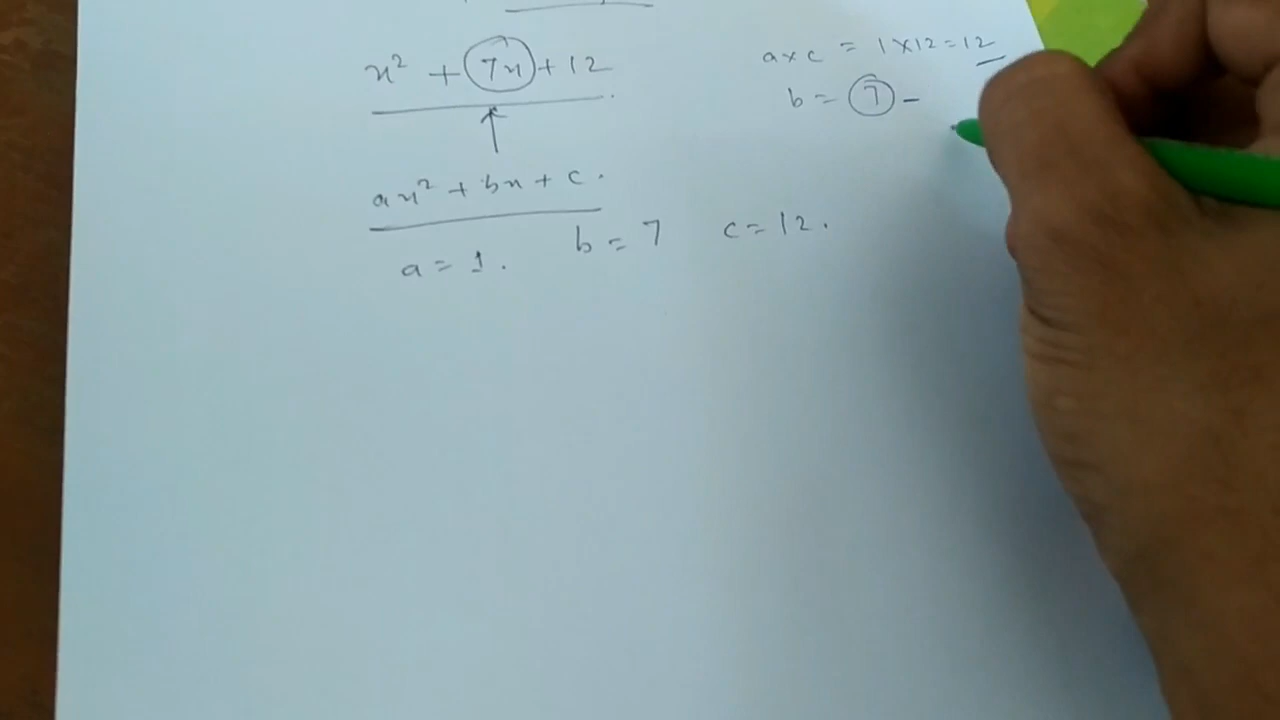 x² + 7x + 12
a × c = 1 × 12 = 12
b = 7 -
ax² + bx + c.
a = 1. b = 7 c = 12.